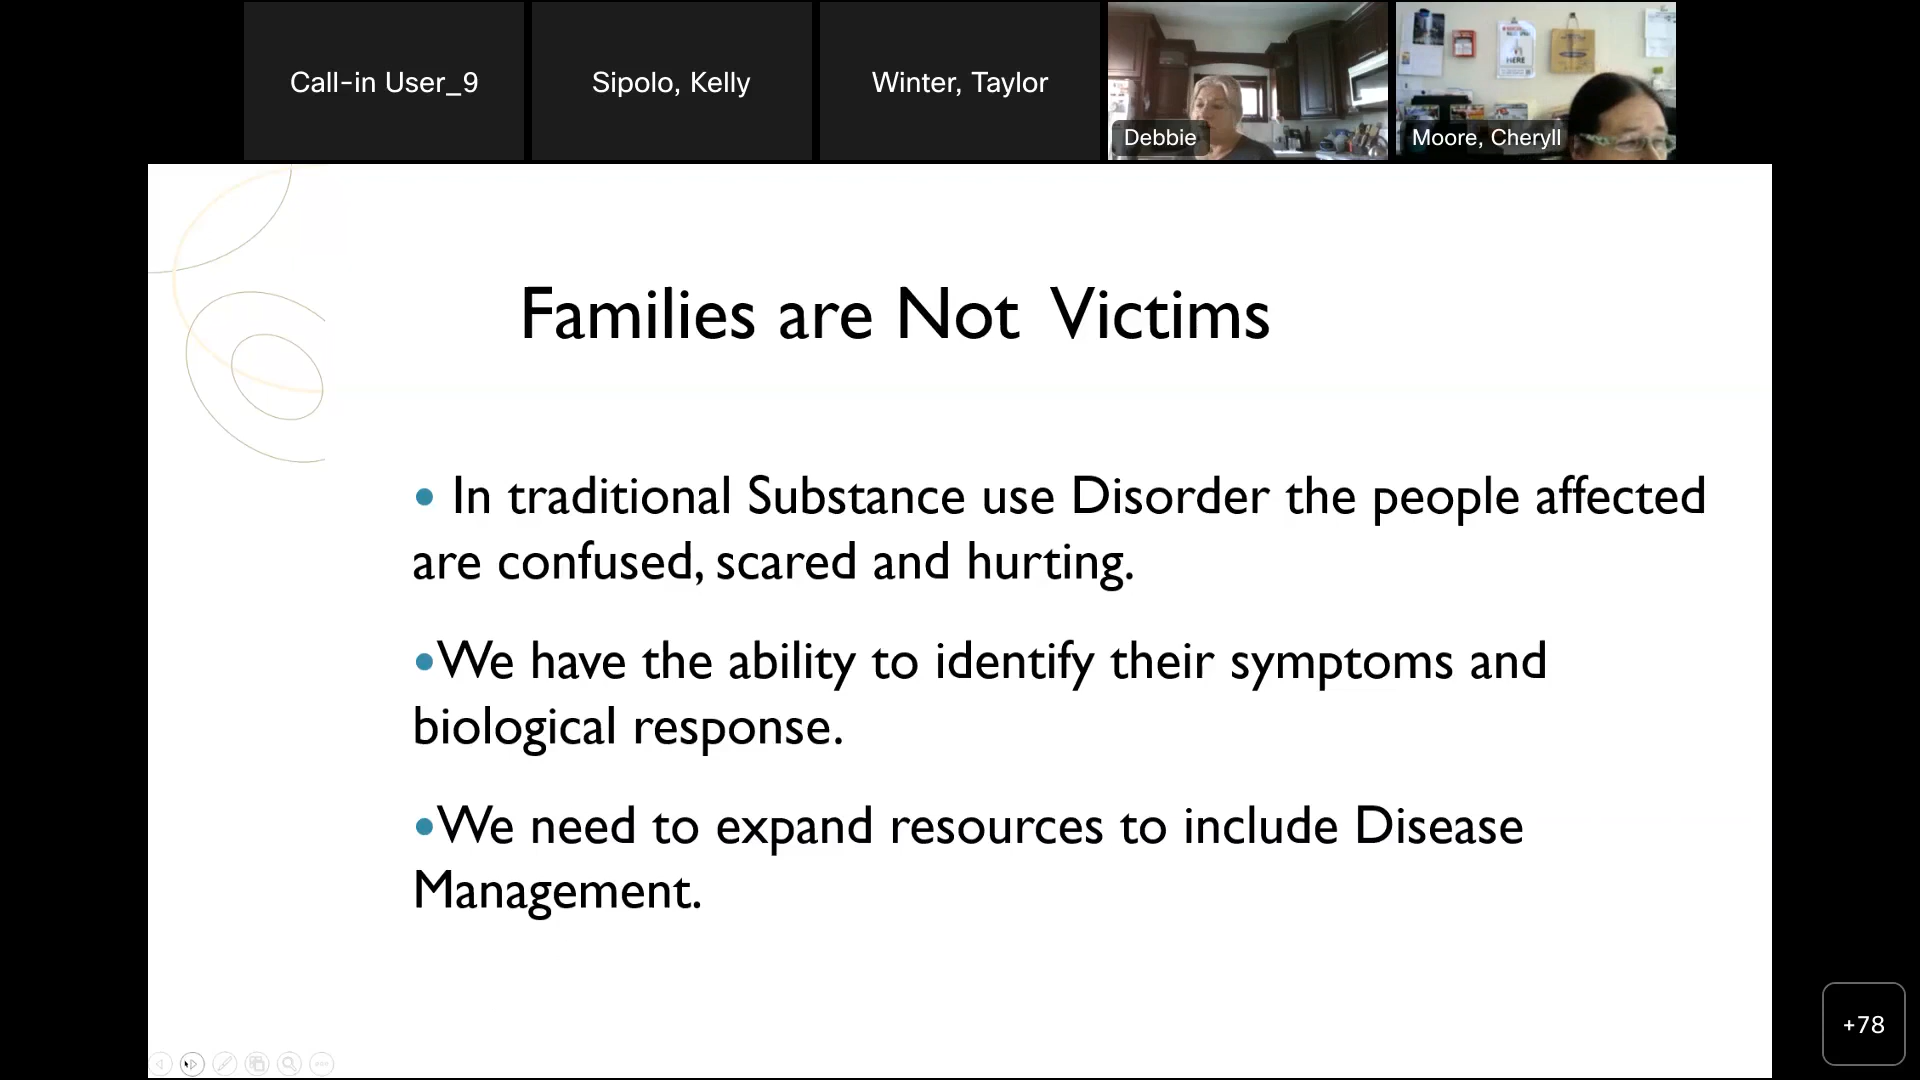 Call-in User_9
Sipolo, Kelly
Winter, Taylor
Debbie
Moore, Cheryll
HERE
Families are Not Victims
• In traditional Substance use Disorder the people affected
are confused, scared and hurting.
•We have the ability to identify their symptoms and
biological response.
•We need to expand resources to include Disease
Management.
+78